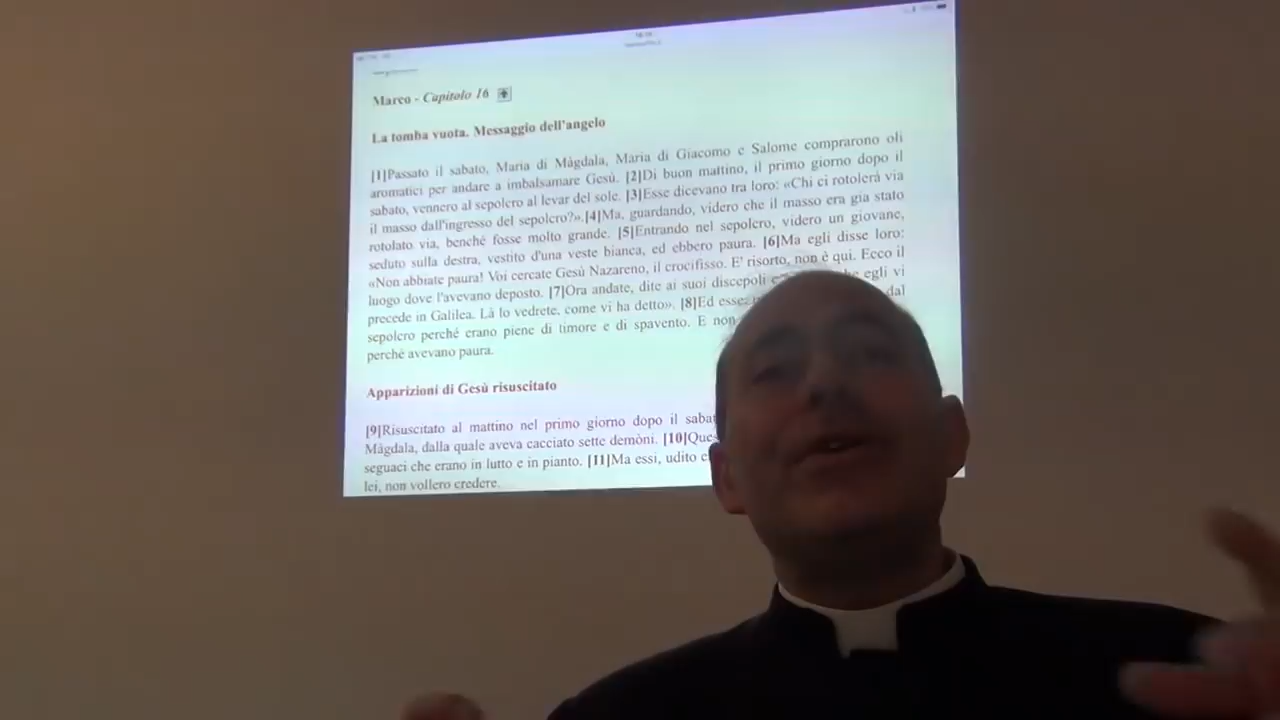 Marco - Capitolo 16
La tomba vuota. Messaggio dell'angelo
[1]Passato il sabato, Maria di Màgdala, Maria di Giacomo e Salome comprarono oli
aromatici per andare a imbalsamare Gesù. [2]Di buon mattino, il primo giorno dopo il
sabato, vennero al sepolcro al levar del sole. [3]Esse dicevano tra loro: «Chi ci rotolerà via
il masso dall'ingresso del sepolcro?».[4]Ma, guardando, videro che il masso era già stato
rotolato via, benché fosse molto grande. [5]Entrando nel sepolcro, videro un giovane,
seduto sulla destra, vestito d'una veste bianca, ed ebbero paura. [6]Ma egli disse loro:
«Non abbiate paura! Voi cercate Gesù Nazareno, il crocifisso. E' risorto, non è qui. Ecco il
luogo dove l'avevano deposto. [7]Ora andate, dite ai suoi discepoli egli vi
precede in Galilea. Là lo vedrete, come vi ha detto». [8]Ed esse dal
sepolcro perché erano piene di timore e di spavento. E non
perché avevano paura.
Apparizioni di Gesù risuscitato
[9]Risuscitato al mattino nel primo giorno dopo il
Màgdala, dalla quale aveva cacciato sette demòni. [10]
seguaci che erano in lutto e in pianto. [11]Ma essi, udito
lei, non vollero credere.